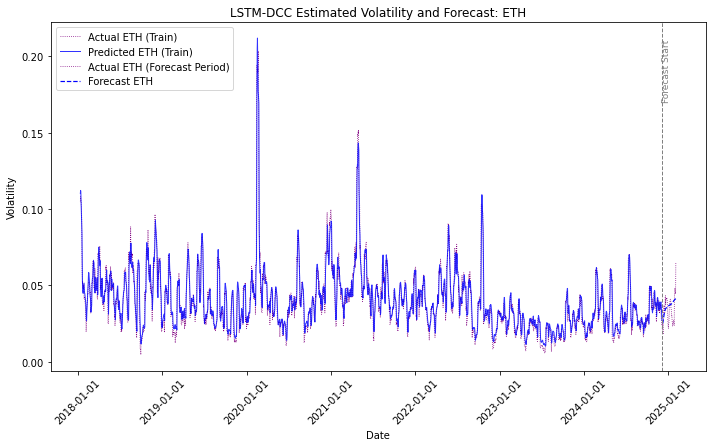 LSTM-DCC Estimated Volatility and Forecast: ETH
Actual ETH (Train)
Predicted ETH (Train)
Actual ETH (Forecast Period)
Forecast ETH
Forecast Start
Volatility
0.20
0.15
0.10
0.05
0.00
2018-01-01
2019-01-01
2020-01-01
2021-01-01
2022-01-01
2023-01-01
2024-01-01
2025-01-01
Date